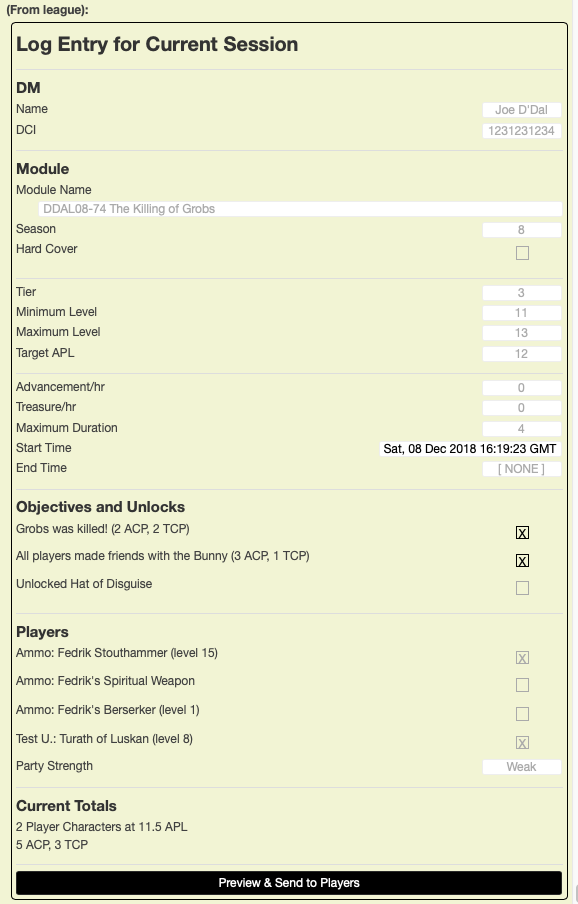 (From league):
Log Entry for Current Session
DM
Name
Joe D'Dal
DCI
1231231234
Module
Module Name
DDAL08-74 The Killing of Grobs
Season
8
Hard Cover
Tier
3
Minimum Level
11
Maximum Level
13
Target APL
12
Advancement/hr
0
Treasure/hr
0
Maximum Duration
4
Start Time
Sat, 08 Dec 2018 16:19:23 GMT
End Time
[ NONE ]
Objectives and Unlocks
Grobs was killed! (2 ACP, 2 TCP)
X
All players made friends with the Bunny (3 ACP, 1 TCP)
X
Unlocked Hat of Disguise
Players
Ammo: Fedrik Stouthammer (level 15)
X
Ammo: Fedrik's Spiritual Weapon
Ammo: Fedrik's Berserker (level 1)
Test U.: Turath of Luskan (level 8)
X
Party Strength
Weak
Current Totals
2 Player Characters at 11.5 APL
5 ACP, 3 TCP
Preview & Send to Players